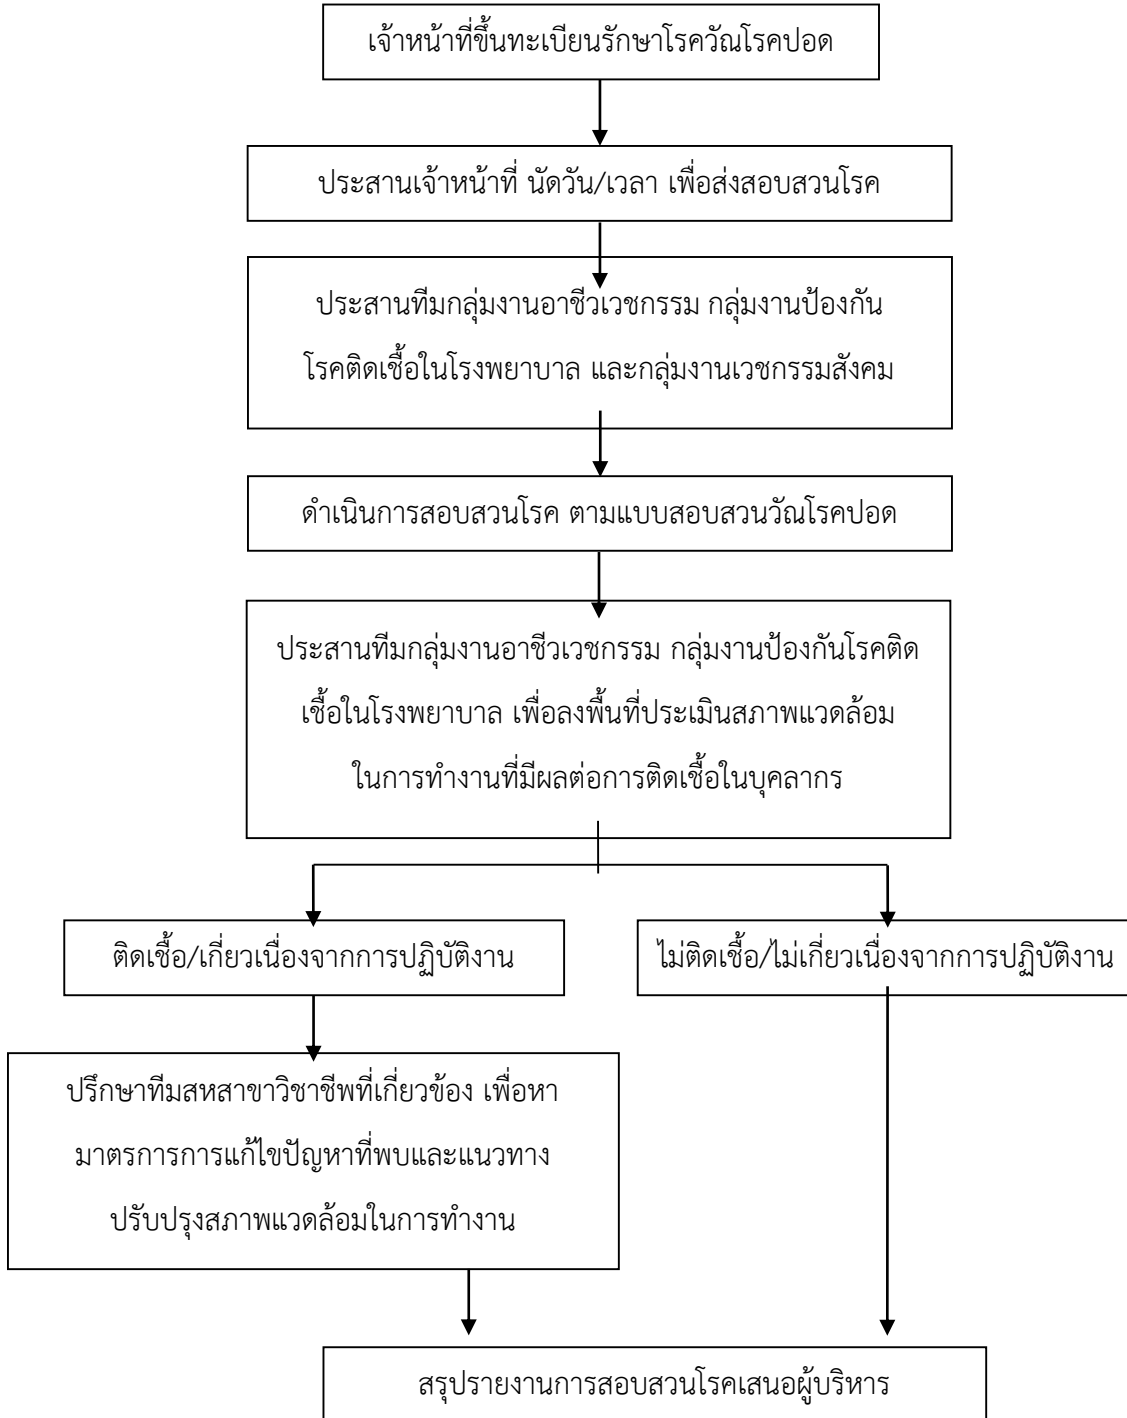 เจ้าหน้าที่ขึ้นทะเบียนรักษาโรควัณโรคปอด
ประสานเจ้าหน้าที่ นัดวัน/เวลา เพื่อส่งสอบสวนโรค
ประสานทีมกลุ่มงานอาชีวเวชกรรม กลุ่มงานป้องกัน
โรคติดเชื้อในโรงพยาบาล และกลุ่มงานเวชกรรมสังคม
ดำเนินการสอบสวนโรค ตามแบบสอบสวนวัณโรคปอด
ประสานทีมกลุ่มงานอาชีวเวชกรรม กลุ่มงานป้องกันโรคติด
เชื้อในโรงพยาบาล เพื่อลงพื้นที่ประเมินสภาพแวดล้อม
ในการทำงานที่มีผลต่อการติดเชื้อในบุคลากร
ติดเชื้อ/เกี่ยวเนื่องจากการปฏิบัติงาน
ไม่ติดเชื้อ/ไม่เกี่ยวเนื่องจากการปฏิบัติงาน
ปรึกษาทีมสหสาขาวิชาชีพที่เกี่ยวข้อง เพื่อหา
มาตรการการแก้ไขปัญหาที่พบและแนวทาง
ปรับปรุงสภาพแวดล้อมในการทำงาน
สรุปรายงานการสอบสวนโรคเสนอผู้บริหาร